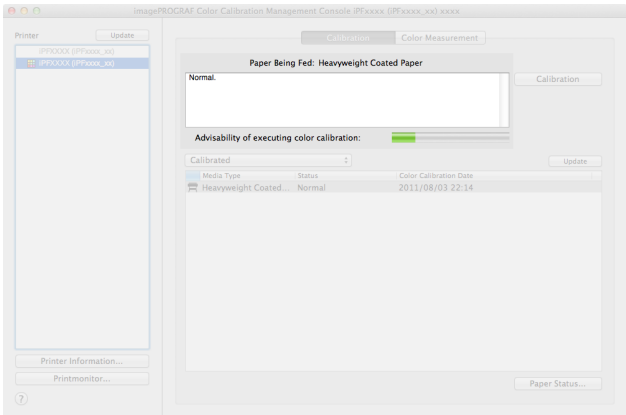 imagePROGRAF Color Calibration Management Console iPFxxxx (iPFxxxx_xx) xxxx
Printer
Update
iPFXXXX (iPFxxxx_xx)
iPFXXXX (iPFxxxx_xx)
Printer Information...
Printmonitor...
?
Calibration
Color Measurement
Paper Being Fed: Heavyweight Coated Paper
Normal.
Calibration
Advisability of executing color calibration:
Calibrated
Update
Media Type Status Color Calibration Date
Heavyweight Coated... Normal 2011/08/03 22:14
Paper Status...